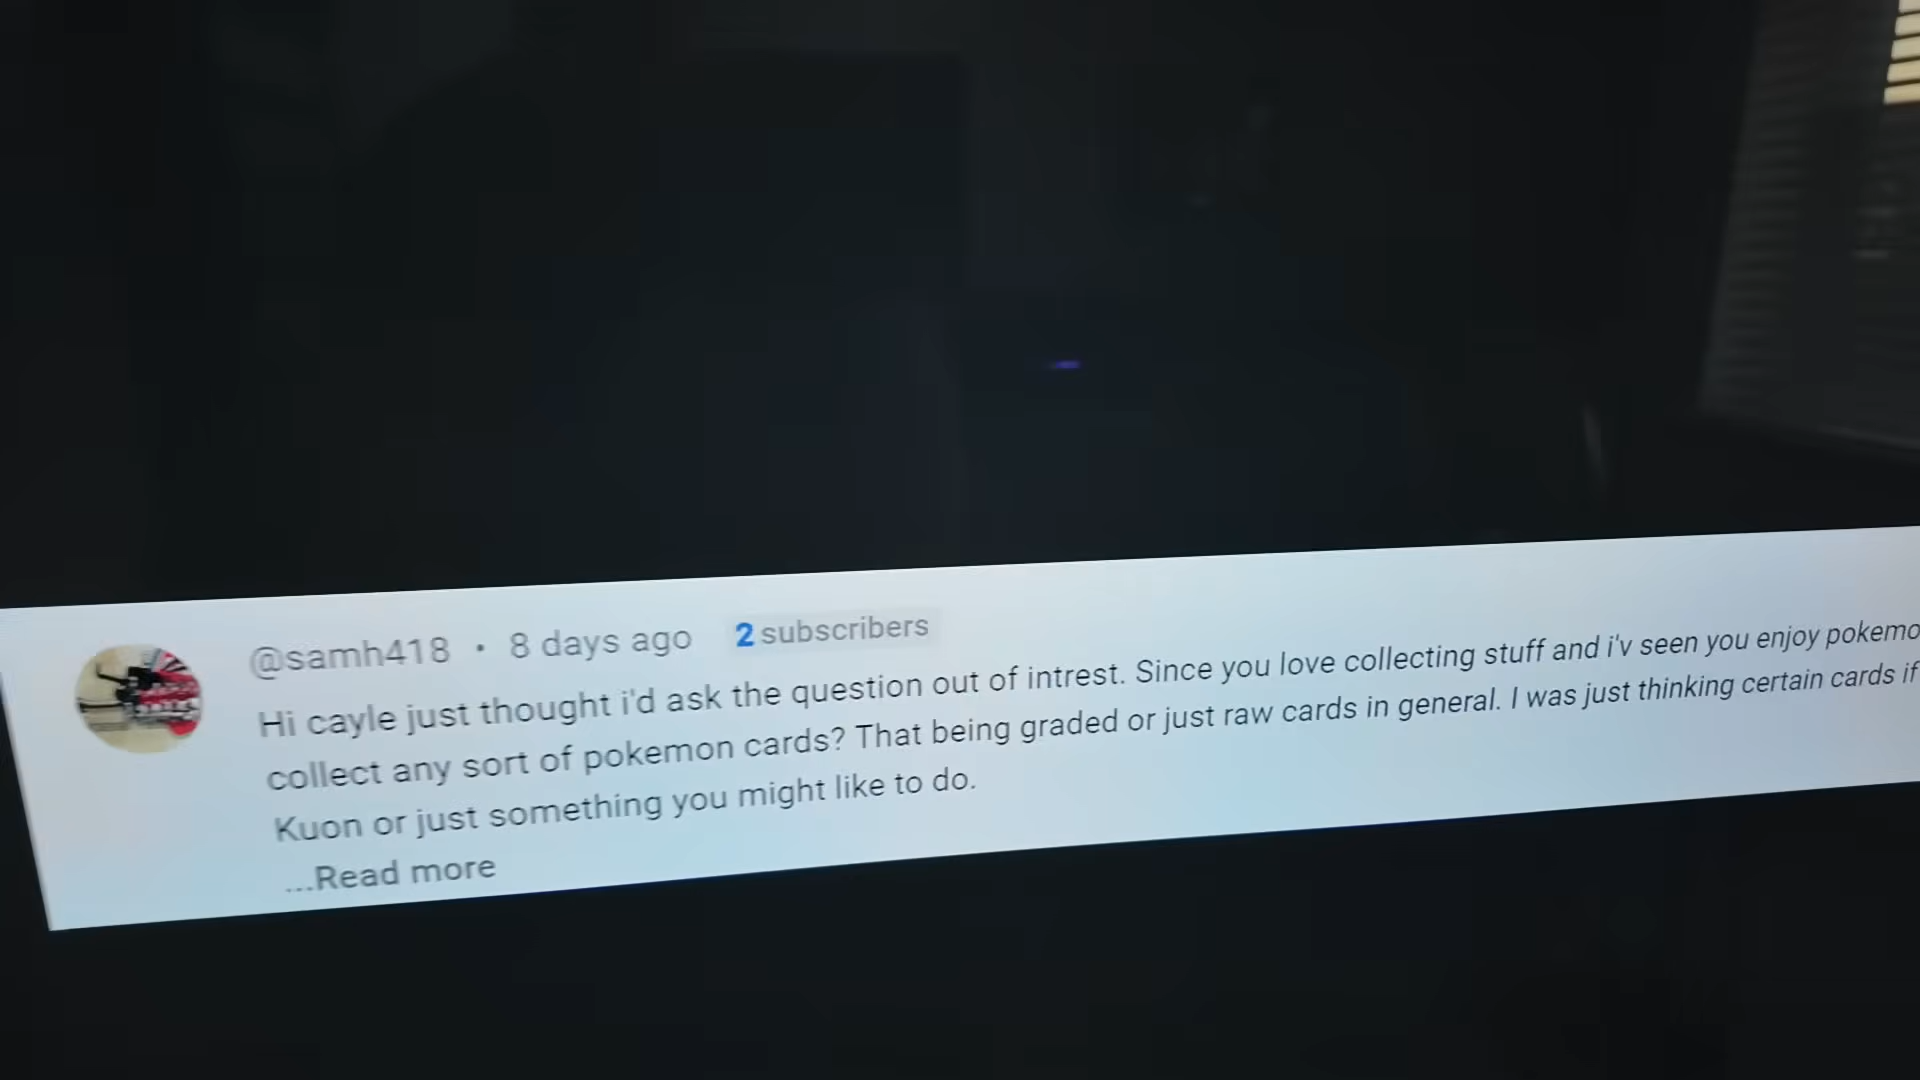 @samh418 • 8 days ago 2 subscribers
Hi cayle just thought i'd ask the question out of intrest. Since you love collecting stuff and i'v seen you enjoy pokemo
collect any sort of pokemon cards? That being graded or just raw cards in general. I was just thinking certain cards if
Kuon or just something you might like to do.
...Read more